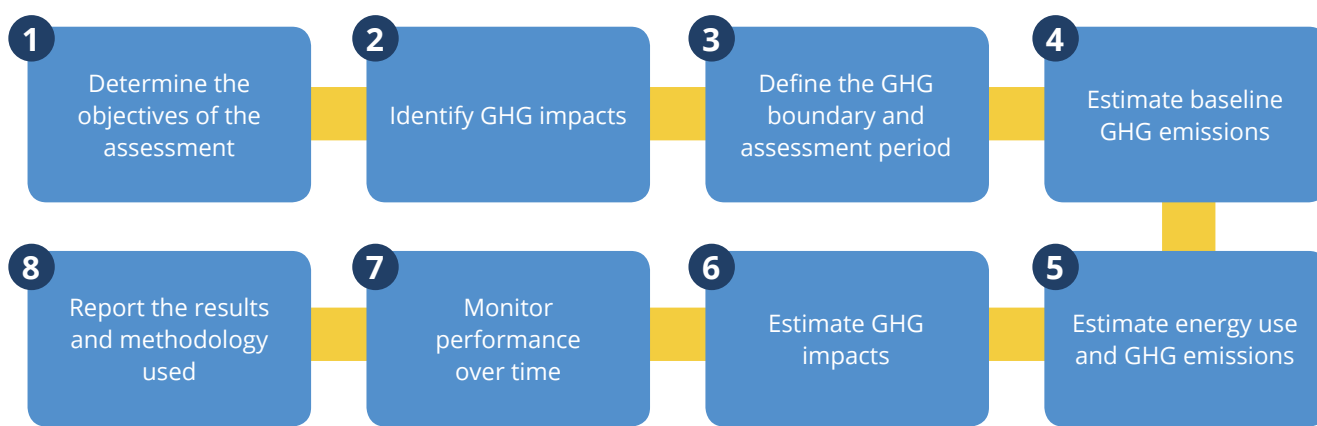 1
Determine the
objectives of the
assessment
2
Identify GHG impacts
3
Define the GHG
boundary and
assessment period
4
Estimate baseline
GHG emissions
5
Estimate energy use
and GHG emissions
6
Estimate GHG
impacts
7
Monitor
performance
over time
8
Report the results
and methodology
used